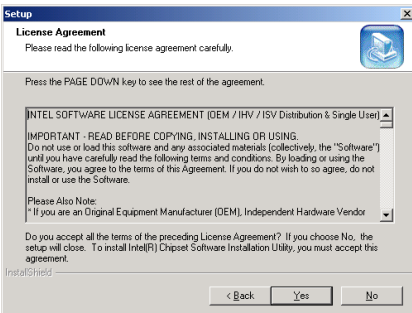 Setup
License Agreement
Please read the following license agreement carefully.
Press the PAGE DOWN key to see the rest of the agreement.
INTEL SOFTWARE LICENSE AGREEMENT (OEM / IHV / ISV Distribution & Single User)
IMPORTANT - READ BEFORE COPYING, INSTALLING OR USING.
Do not use or load this software and any associated materials (collectively, the "Software")
until you have carefully read the following terms and conditions. By loading or using the
Software, you agree to the terms of this Agreement. If you do not wish to so agree, do not
install or use the Software.
Please Also Note:
* If you are an Original Equipment Manufacturer (OEM), Independent Hardware Vendor
Do you accept all the terms of the preceding License Agreement? If you choose No, the
setup will close. To install Intel(R) Chipset Software Installation Utility, you must accept this
agreement.
InstallShield
< Back Yes No